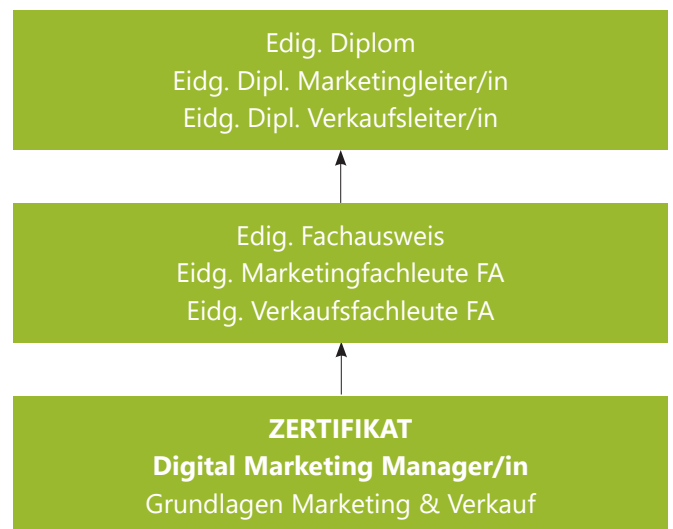 Edig. Diplom
Eidg. Dipl. Marketingleiter/in
Eidg. Dipl. Verkaufsleiter/in
Edig. Fachausweis
Eidg. Marketingfachleute FA
Eidg. Verkaufsfachleute FA
ZERTIFIKAT
Digital Marketing Manager/in
Grundlagen Marketing & Verkauf